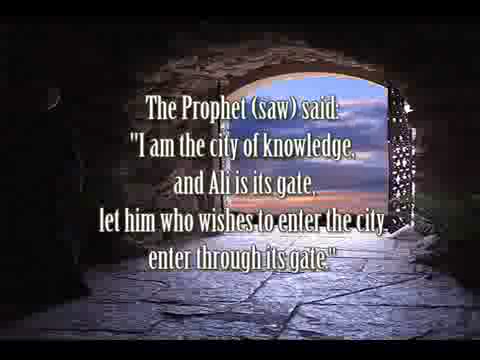 The Prophet (saw) said:
"I am the city of knowledge,
and Ali is its gate,
let him who wishes to enter the city
enter through its gate."